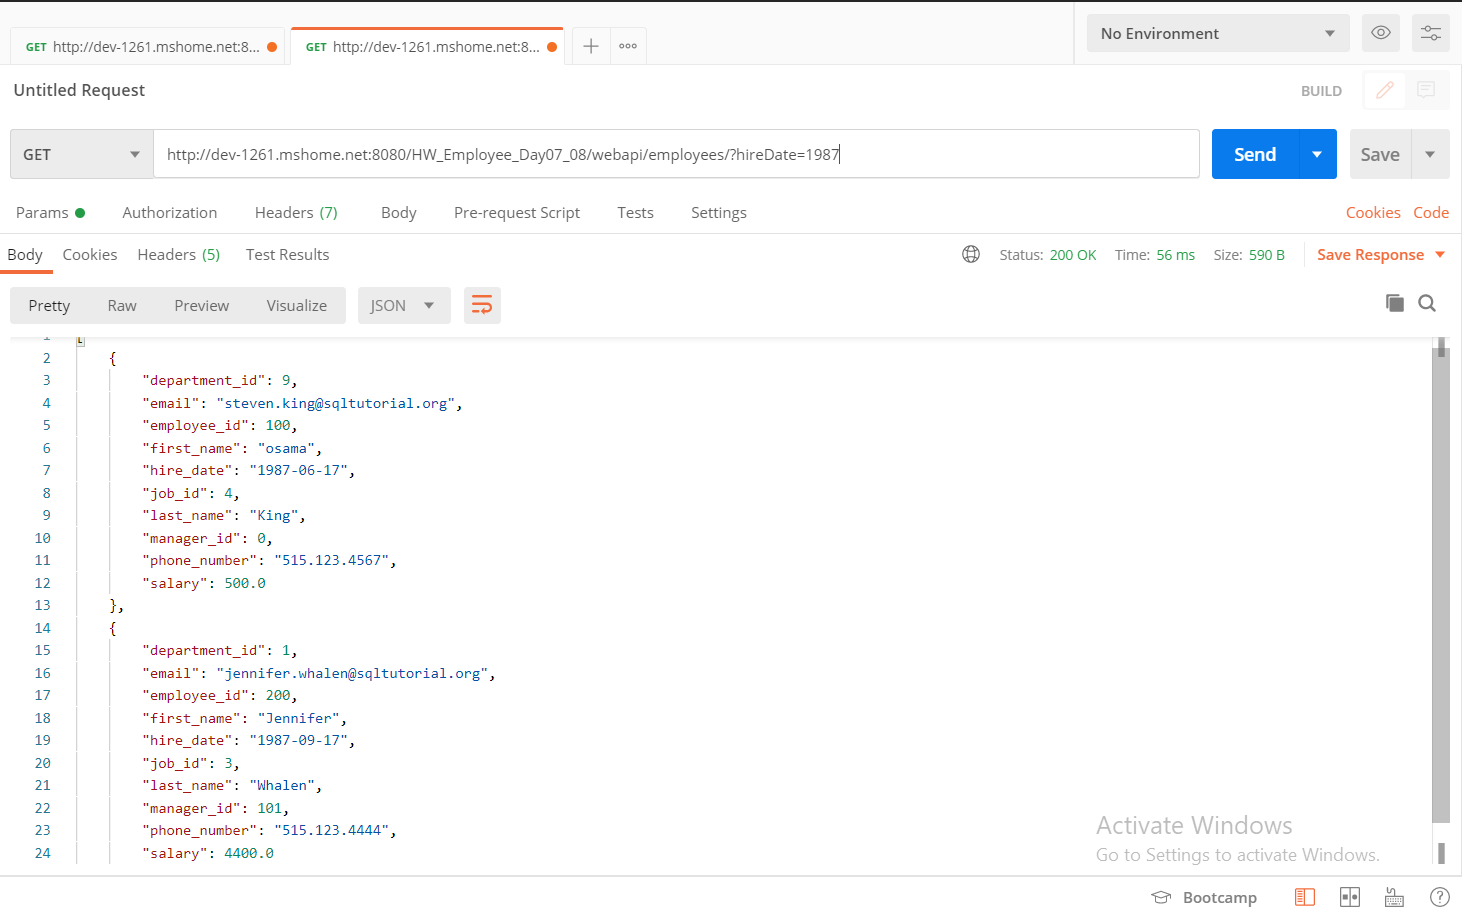 GET http://dev-1261.mshome.net:8... GET http://dev-1261.mshome.net:8... No Environment
Untitled Request BUILD
GET http://dev-1261.mshome.net:8080/HW_Employee_Day07_08/webapi/employees/?hireDate=1987 Send Save
Params Authorization Headers (7) Body Pre-request Script Tests Settings Cookies Code
Body Cookies Headers (5) Test Results Status: 200 OK Time: 56 ms Size: 590 B Save Response
Pretty Raw Preview Visualize JSON
1 [
2 {
3 "department_id": 9,
4 "email": "steven.king@sqltutorial.org",
5 "employee_id": 100,
6 "first_name": "osama",
7 "hire_date": "1987-06-17",
8 "job_id": 4,
9 "last_name": "King",
10 "manager_id": 0,
11 "phone_number": "515.123.4567",
12 "salary": 500.0
13 },
14 {
15 "department_id": 1,
16 "email": "jennifer.whalen@sqltutorial.org",
17 "employee_id": 200,
18 "first_name": "Jennifer",
19 "hire_date": "1987-09-17",
20 "job_id": 3,
21 "last_name": "Whalen",
22 "manager_id": 101,
23 "phone_number": "515.123.4444",
24 "salary": 4400.0
Activate Windows
Go to Settings to activate Windows.
Bootcamp